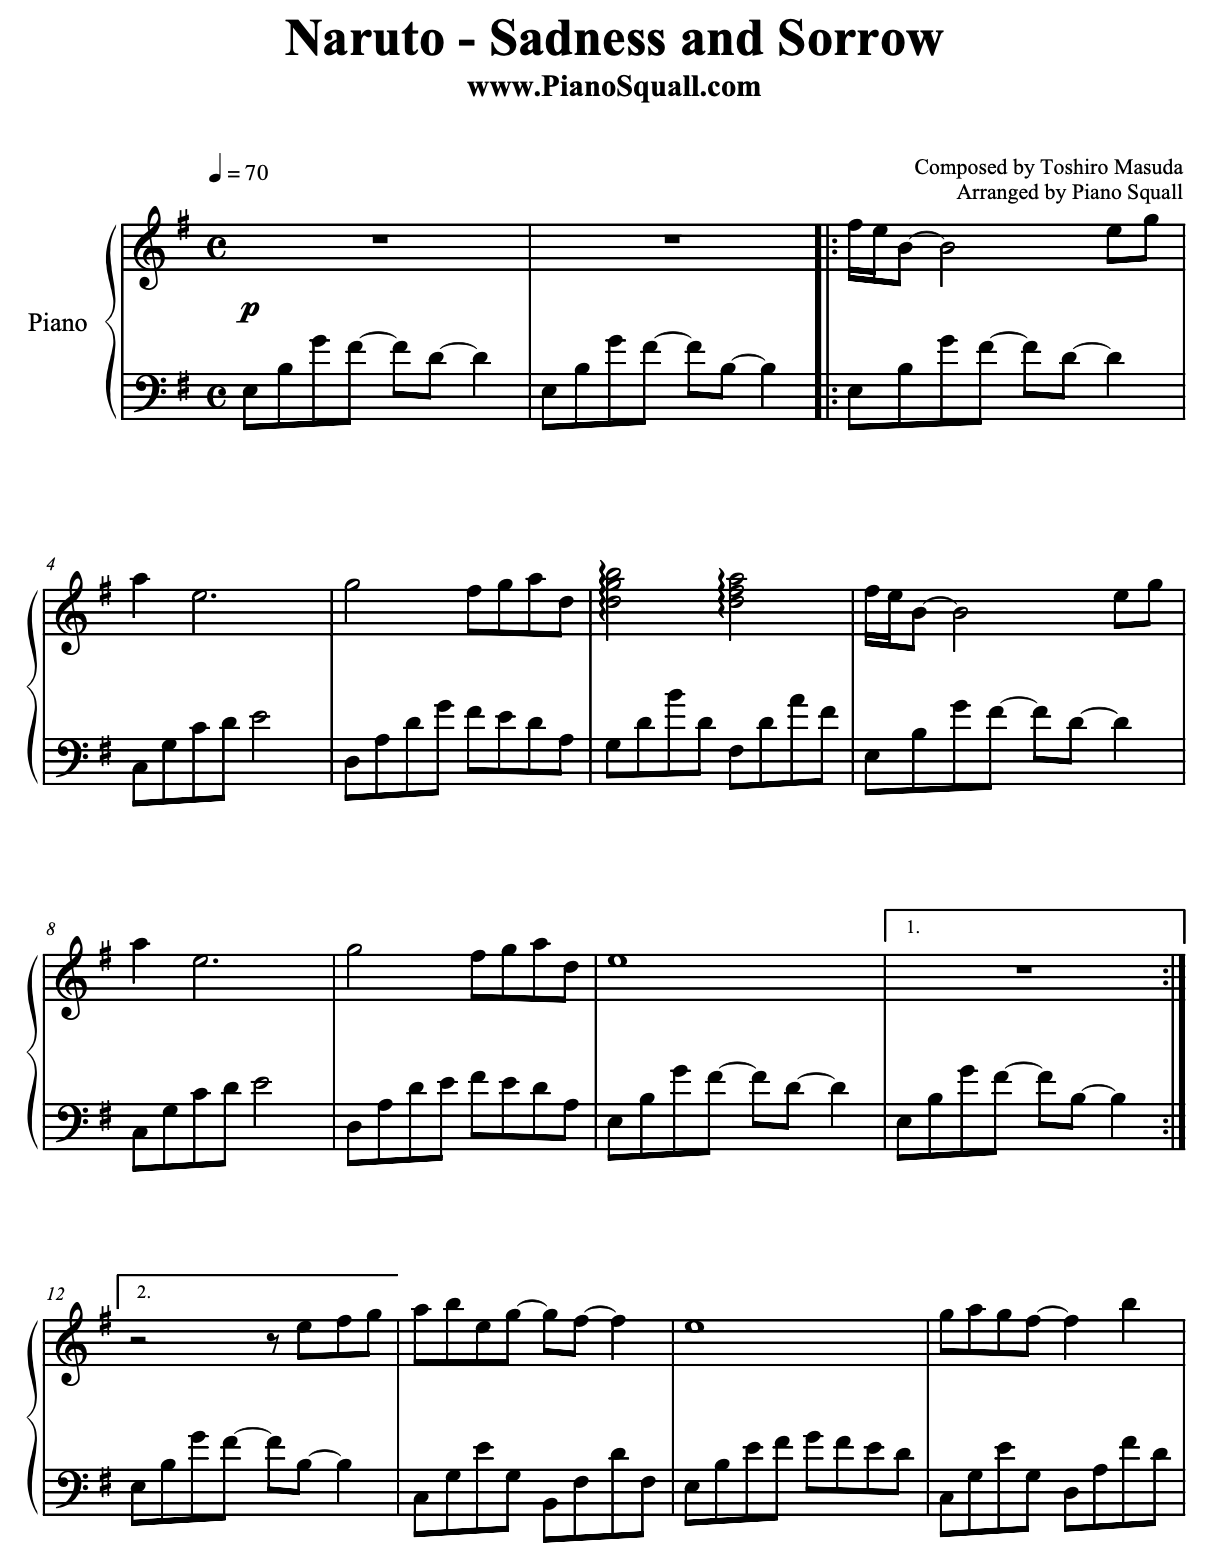 Naruto - Sadness and Sorrow
www.PianoSquall.com
♩ = 70
Composed by Toshiro Masuda
Arranged by Piano Squall
Piano
p
4
8
1.
12
2.